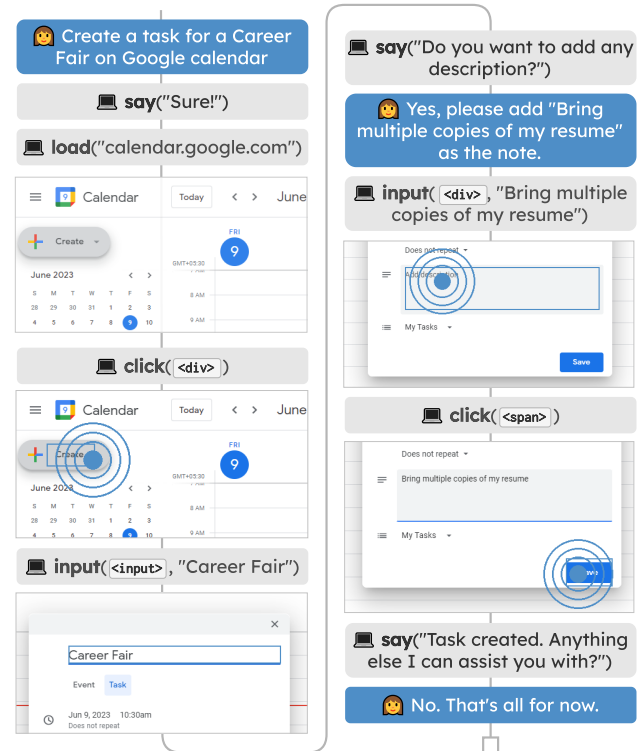 Create a task for a Career
Fair on Google calendar
say("Sure!")
load("calendar.google.com")
9 Calendar Today June
Create
FRI
9
GMT+05:30
June 2023
S M T W T F S
28 29 30 31 1 2 3
4 5 6 7 8 9 10
8 AM
9 AM
click( <div> )
9 Calendar Today June
Create
FRI
9
GMT+05:30
June 2023
S M T W T F S
28 29 30 31 1 2 3
4 5 6 7 8 9 10
8 AM
9 AM
input( <input> , "Career Fair")
Career Fair
Event Task
Jun 9, 2023 10:30am
Does not repeat
say("Do you want to add any
description?")
Yes, please add "Bring
multiple copies of my resume"
as the note.
input( <div> , "Bring multiple
copies of my resume")
Does not repeat
Add description
My Tasks
Save
click( <span> )
Does not repeat
Bring multiple copies of my resume
My Tasks
say("Task created. Anything
else I can assist you with?")
No. That's all for now.